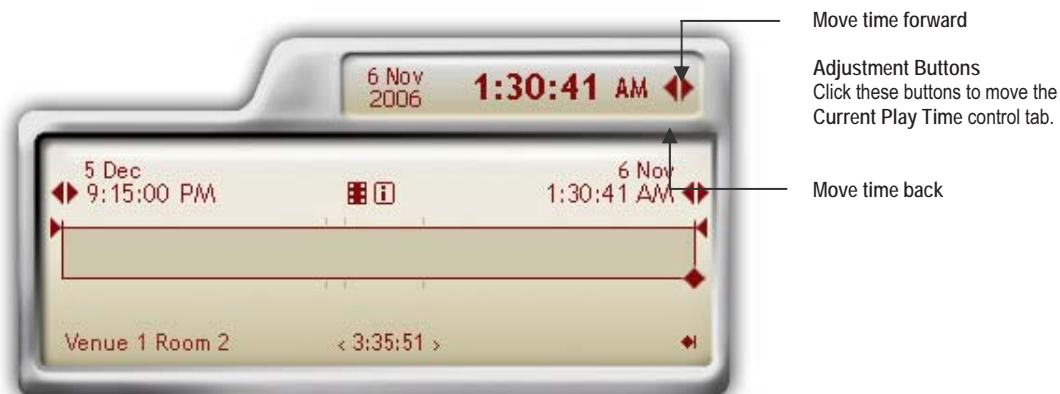 Move time forward
6 Nov
2006
1:30:41 AM
Adjustment Buttons
Click these buttons to move the
Current Play Time control tab.
5 Dec
9:15:00 PM
6 Nov
1:30:41 AM
Move time back
Venue 1 Room 2
< 3:35:51 >